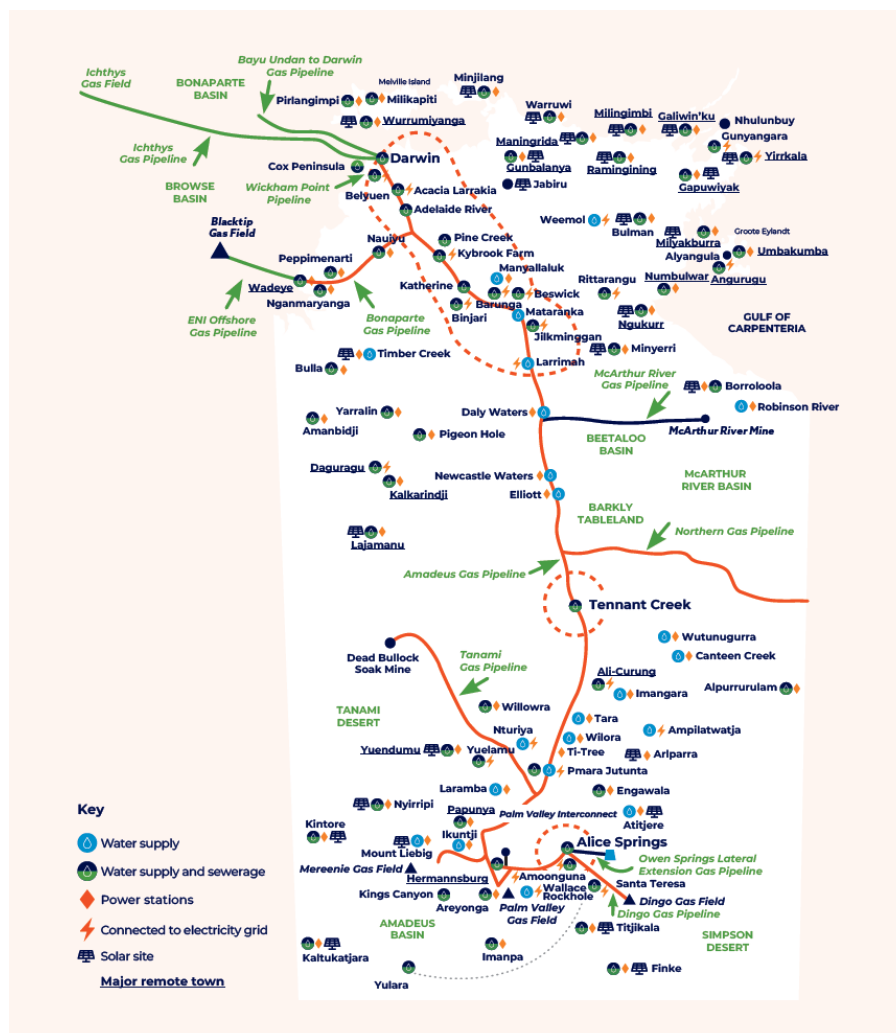 Ichthys
Gas Field
BONAPARTE
BASIN
Bayu Undan to Darwin
Gas Pipeline
Melville Island
Minjilang
Pirlangimpi
Milikapiti
Wurrumiyanga
Warruwi
Milingimbi
Galiwin'ku
Nhulunbuy
Gunyangara
Maningrida
Yirrkala
Ichthys
Gas Pipeline
Darwin
Cox Peninsula
Gunbalanya
Ramingining
Gapuwiyak
BROWSE
BASIN
Wickham Point
Pipeline
Belyuen
Acacia Larrakia
Jabiru
Adelaide River
Blacktip
Gas Field
Weemol
Bulman
Milyakburra
Groote Eylandt
Alyangula
Umbakumba
Angurugu
Nauiyu
Pine Creek
Kybrook Farm
Peppimenarti
Manyallaluk
Rittarangu
Numbulwar
Wadeye
Nganmaryanga
Katherine
Beswick
Barunga
Binjari
Mataranka
Ngukurr
GULF OF
CARPENTERIA
ENI Offshore
Gas Pipeline
Bonaparte
Gas Pipeline
Jilkminggan
Minyerri
Timber Creek
Bulla
Larrimah
McArthur River
Gas Pipeline
Borroloola
Robinson River
Yarralin
Amanbidji
Daly Waters
McArthur River Mine
Pigeon Hole
BEETALOO
BASIN
Daguragu
Kalkarindji
Newcastle Waters
Elliott
McARTHUR
RIVER BASIN
BARKLY
TABLELAND
Northern Gas Pipeline
Lajamanu
Amadeus Gas Pipeline
Tennant Creek
Wutunugurra
Canteen Creek
Dead Bullock
Soak Mine
Tanami
Gas Pipeline
Ali-Curung
Imangara
Alpurrurulam
TANAMI
DESERT
Willowra
Tara
Nturiya
Wilora
Ampilatwatja
Yuendumu
Yuelamu
Ti-Tree
Arlparra
Pmara Jutunta
Laramba
Engawala
Key
Nyirripi
Papunya
Palm Valley Interconnect
Atitjere
Kintore
Ikuntji
Water supply
Mount Liebig
Alice Springs
Mereenie Gas Field
Owen Springs Lateral
Extension Gas Pipeline
Water supply and sewerage
Hermannsburg
Amoonguna
Wallace
Rockhole
Santa Teresa
Power stations
Kings Canyon
Areyonga
Palm Valley
Gas Field
Dingo Gas Field
Dingo Gas Pipeline
Connected to electricity grid
AMADEUS
BASIN
Titjikala
SIMPSON
DESERT
Solar site
Kaltukatjara
Imanpa
Major remote town
Yulara
Finke